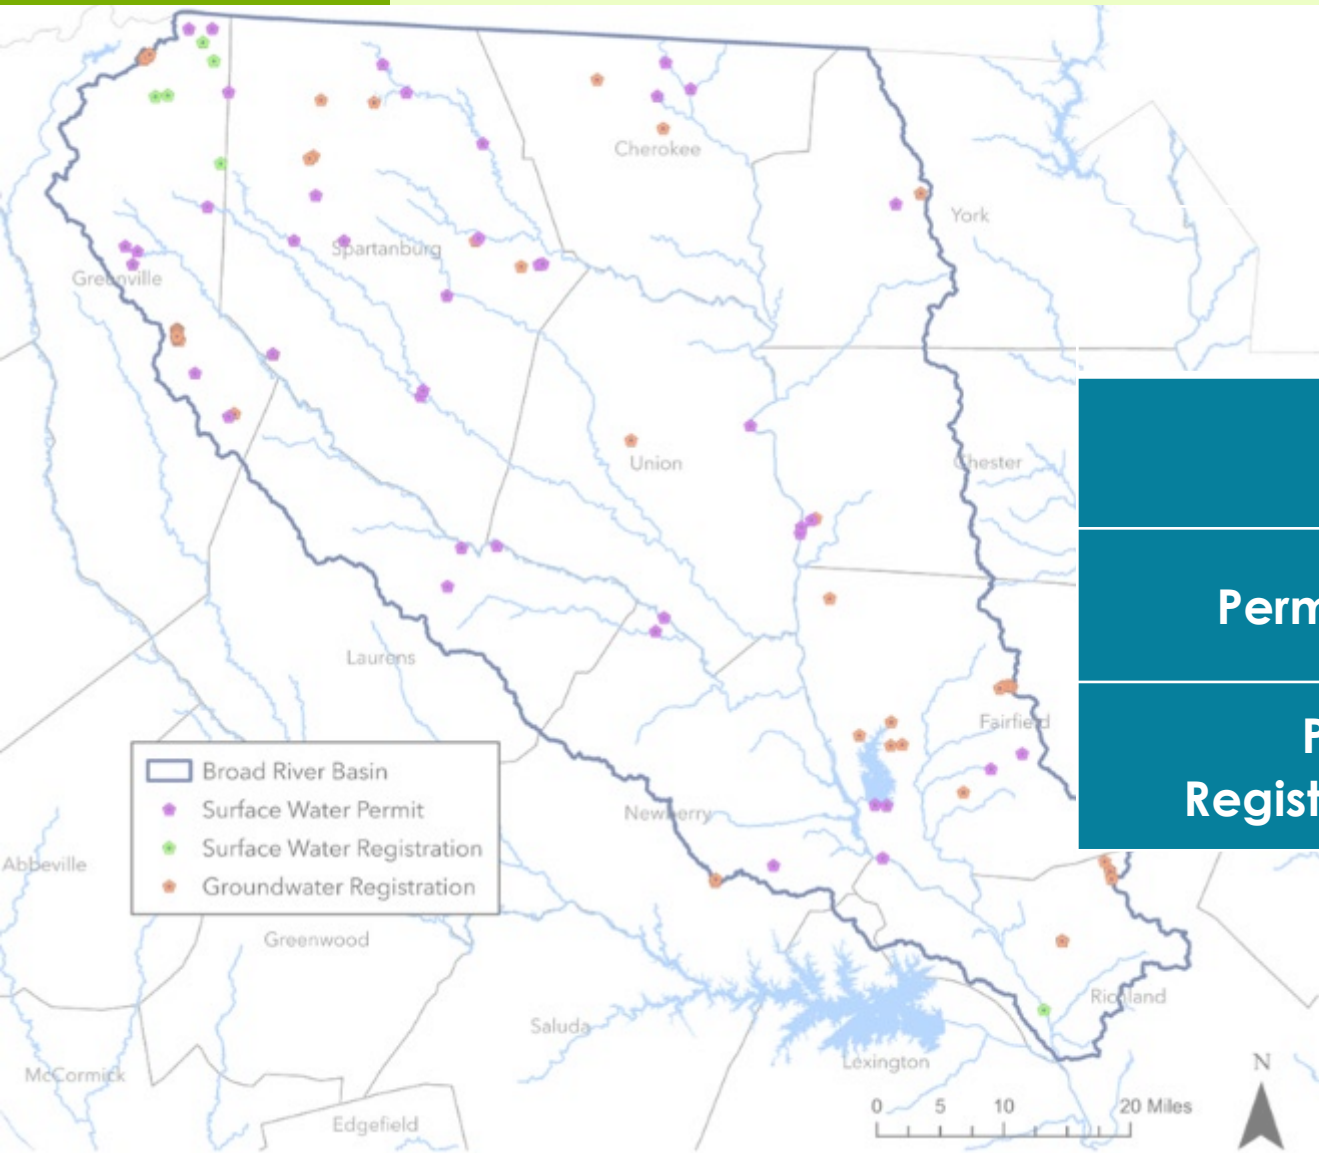 Cherokee
York
Spartanburg
Greenville
Union
Chester
Laurens
Fairfield
Newberry
Broad River Basin
Surface Water Permit
Surface Water Registration
Groundwater Registration
Abbeville
Greenwood
Saluda
Richland
Lexington
McCormick
Edgefield
0 5 10 20 Miles
N
Perm
P
Regist